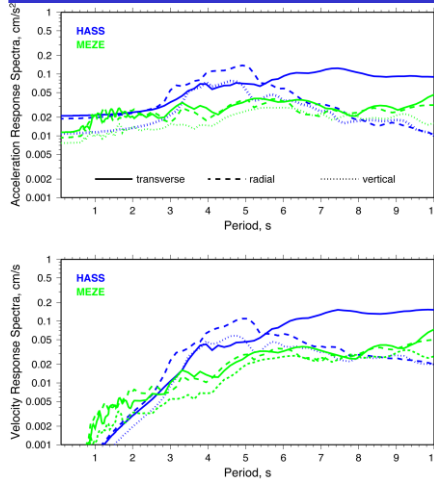 Acceleration Response Spectra, cm/s²
1
0.5
0.2
0.1
0.05
0.02
0.01
0.005
0.002
0.001
HASS
MEZE
transverse radial vertical
1 2 3 4 5 6 7 8 9 1
Period, s
Velocity Response Spectra, cm/s
1
0.5
0.2
0.1
0.05
0.02
0.01
0.005
0.002
0.001
HASS
MEZE
1 2 3 4 5 6 7 8 9 1
Period, s